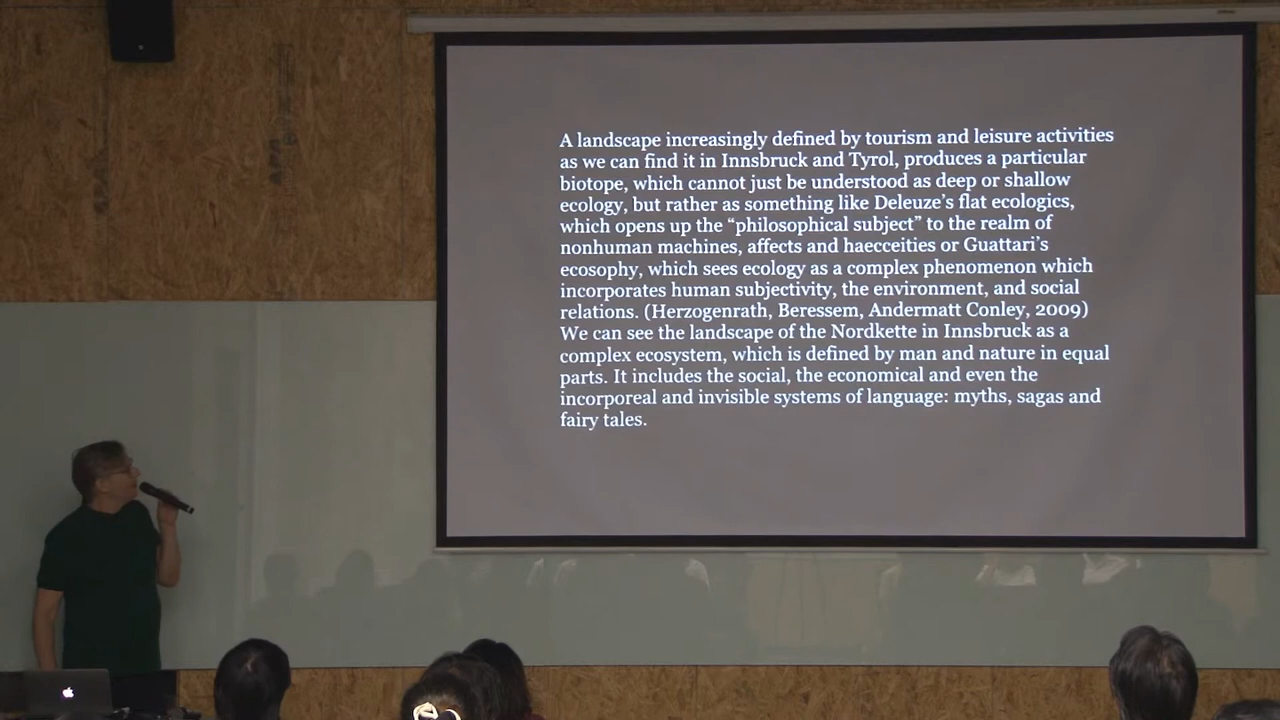 A landscape increasingly defined by tourism and leisure activities
as we can find it in Innsbruck and Tyrol, produces a particular
biotope, which cannot just be understood as deep or shallow
ecology, but rather as something like Deleuze’s flat ecologics,
which opens up the “philosophical subject” to the realm of
nonhuman machines, affects and haecceities or Guattari’s
ecosophy, which sees ecology as a complex phenomenon which
incorporates human subjectivity, the environment, and social
relations. (Herzogenrath, Beressem, Andermatt Conley, 2009)
We can see the landscape of the Nordkette in Innsbruck as a
complex ecosystem, which is defined by man and nature in equal
parts. It includes the social, the economical and even the
incorporeal and invisible systems of language: myths, sagas and
fairy tales.